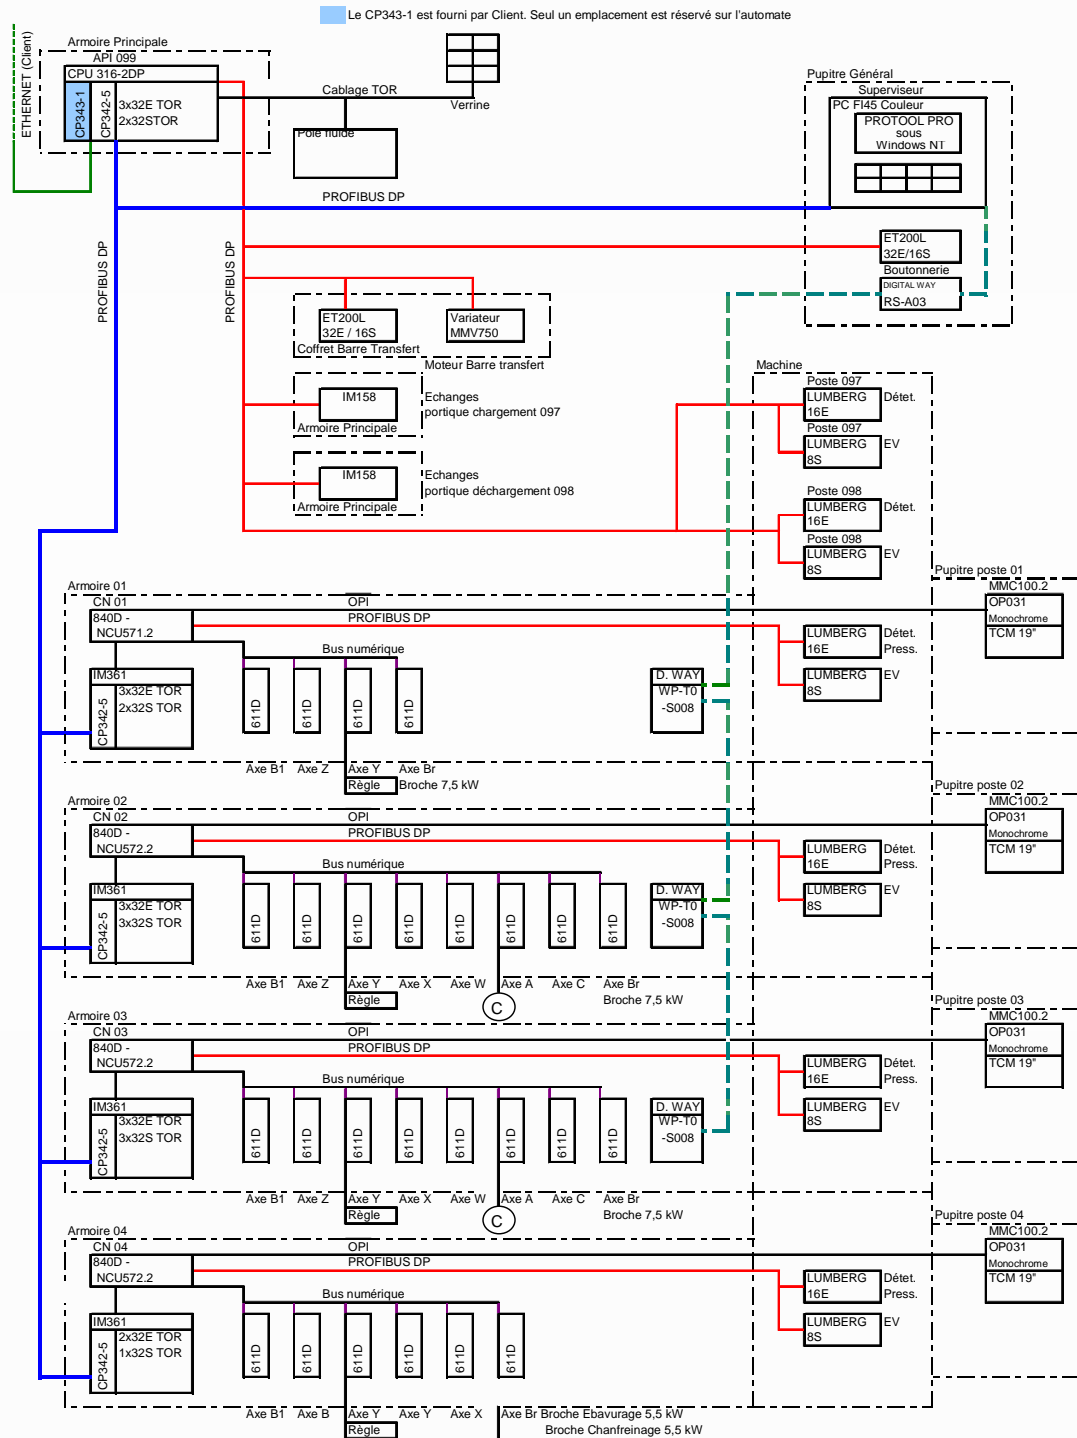 Le CP343-1 est fourni par Client. Seul un emplacement est réservé sur l'automate
ETHERNET (Client)
Armoire Principale
API 099
CPU 316-2DP
CP343-1
CP342-5
3x32E TOR
2x32STOR
Cablage TOR
Verrine
Pole fluide
Pupitre Général
Superviseur
PC FI45 Couleur
PROTOOL PRO
sous
Windows NT
PROFIBUS DP
PROFIBUS DP
PROFIBUS DP
ET200L
32E/16S
Boutonnerie
DIGITAL WAY
RS-A03
ET200L
32E / 16S
Coffret Barre Transfert
Variateur
MMV750
Moteur Barre transfert
IM158
Armoire Principale
Echanges
portique chargement 097
IM158
Armoire Principale
Echanges
portique déchargement 098
Machine
Poste 097
LUMBERG
16E
Détet.
Poste 097
LUMBERG
8S
EV
Poste 098
LUMBERG
16E
Détet.
Poste 098
LUMBERG
8S
EV
Armoire 01
CN 01
840D -
NCU571.2
OPI
PROFIBUS DP
Bus numérique
IM361
CP342-5
3x32E TOR
2x32S TOR
611D
611D
611D
611D
D. WAY
WP-T0
-S008
LUMBERG
16E
Détet.
Press.
LUMBERG
8S
EV
Pupitre poste 01
MMC100.2
OP031
Monochrome
TCM 19"
Axe B1
Axe Z
Axe Y
Axe Br
Règle
Broche 7,5 kW
Armoire 02
CN 02
840D -
NCU572.2
OPI
PROFIBUS DP
Bus numérique
IM361
CP342-5
3x32E TOR
3x32S TOR
611D
611D
611D
611D
611D
611D
611D
611D
D. WAY
WP-T0
-S008
LUMBERG
16E
Détet.
Press.
LUMBERG
8S
EV
Pupitre poste 02
MMC100.2
OP031
Monochrome
TCM 19"
Axe B1
Axe Z
Axe Y
Axe X
Axe W
Axe A
Axe C
Axe Br
Règle
C
Broche 7,5 kW
Armoire 03
CN 03
840D -
NCU572.2
OPI
PROFIBUS DP
Bus numérique
IM361
CP342-5
3x32E TOR
3x32S TOR
611D
611D
611D
611D
611D
611D
611D
611D
D. WAY
WP-T0
-S008
LUMBERG
16E
Détet.
Press.
LUMBERG
8S
EV
Pupitre poste 03
MMC100.2
OP031
Monochrome
TCM 19"
Axe B1
Axe Z
Axe Y
Axe X
Axe W
Axe A
Axe C
Axe Br
Règle
C
Broche 7,5 kW
Armoire 04
CN 04
840D -
NCU572.2
OPI
PROFIBUS DP
Bus numérique
IM361
CP342-5
2x32E TOR
1x32S TOR
611D
611D
611D
611D
611D
611D
LUMBERG
16E
Détet.
Press.
LUMBERG
8S
EV
Pupitre poste 04
MMC100.2
OP031
Monochrome
TCM 19"
Axe B1
Axe B
Axe Y
Axe Y
Axe X
Axe Br Broche Ebavurage 5,5 kW
Règle
Broche Chanfreinage 5,5 kW